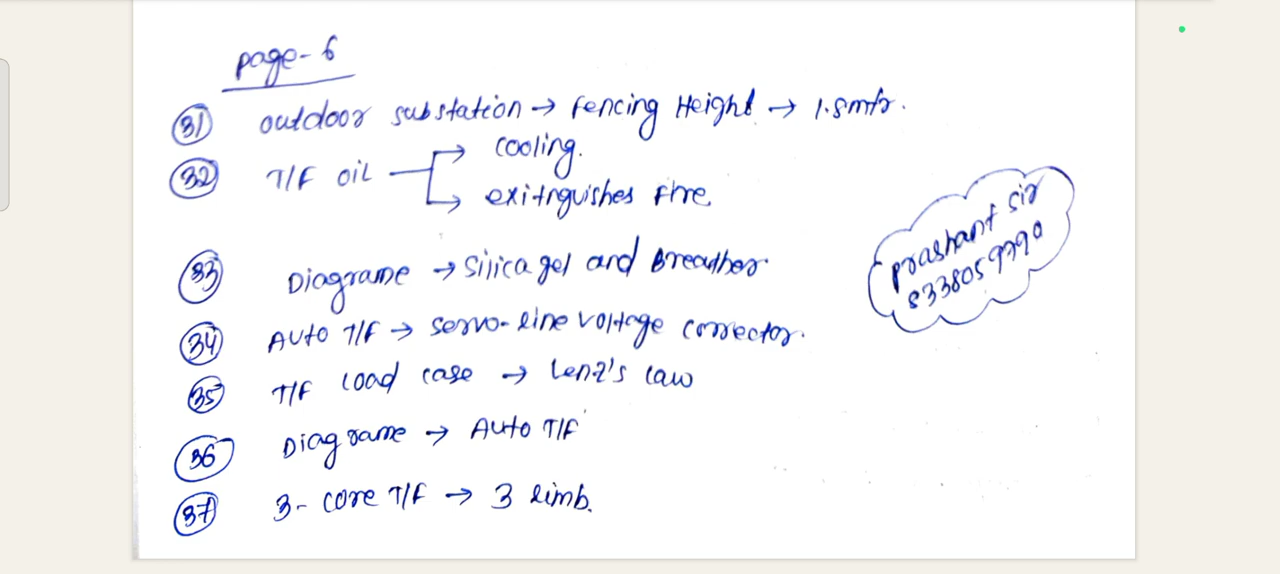 page-6
31 outdoor substation → Fencing Height → 1.8mtr.
32 T/F oil → cooling.
→ exitnguishes Fire
33 Diagrame → Silica gel and Breather.
34 Auto T/F → servo-line voltage corrector.
35 T/F load case → Lenz's law
36 Diagrame → Auto T/F
37 3-core T/F → 3 limb.
prashant sir